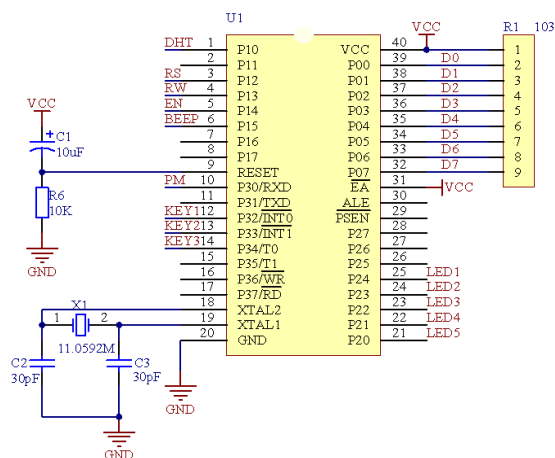 U1
R1 103
DHT 1 P10 VCC 40 VCC 1
2 P11 P00 39 D0 2
RS 3 P12 P01 38 D1 3
RW 4 P13 P02 37 D2 4
EN 5 P14 P03 36 D3 5
BEEP 6 P15 P04 35 D4 6
7 P16 P05 34 D5 7
8 P17 P06 33 D6 8
9 RESET P07 32 D7 9
PM 10 P30/RXD EA 31 VCC
11 P31/TXD ALE 30
KEY1 12 P32/INT0 PSEN 29
KEY2 13 P33/INT1 P27 28
KEY3 14 P34/T0 P26 27
15 P35/T1 P25 26
16 P36/WR P24 25 LED1
17 P37/RD P23 24 LED2
18 XTAL2 P22 23 LED3
19 XTAL1 P21 22 LED4
20 GND P20 21 LED5
VCC
+
C1
10uF
R6
10K
GND
X1
1 2
11.0592M
C2
30pF
C3
30pF
GND
GND